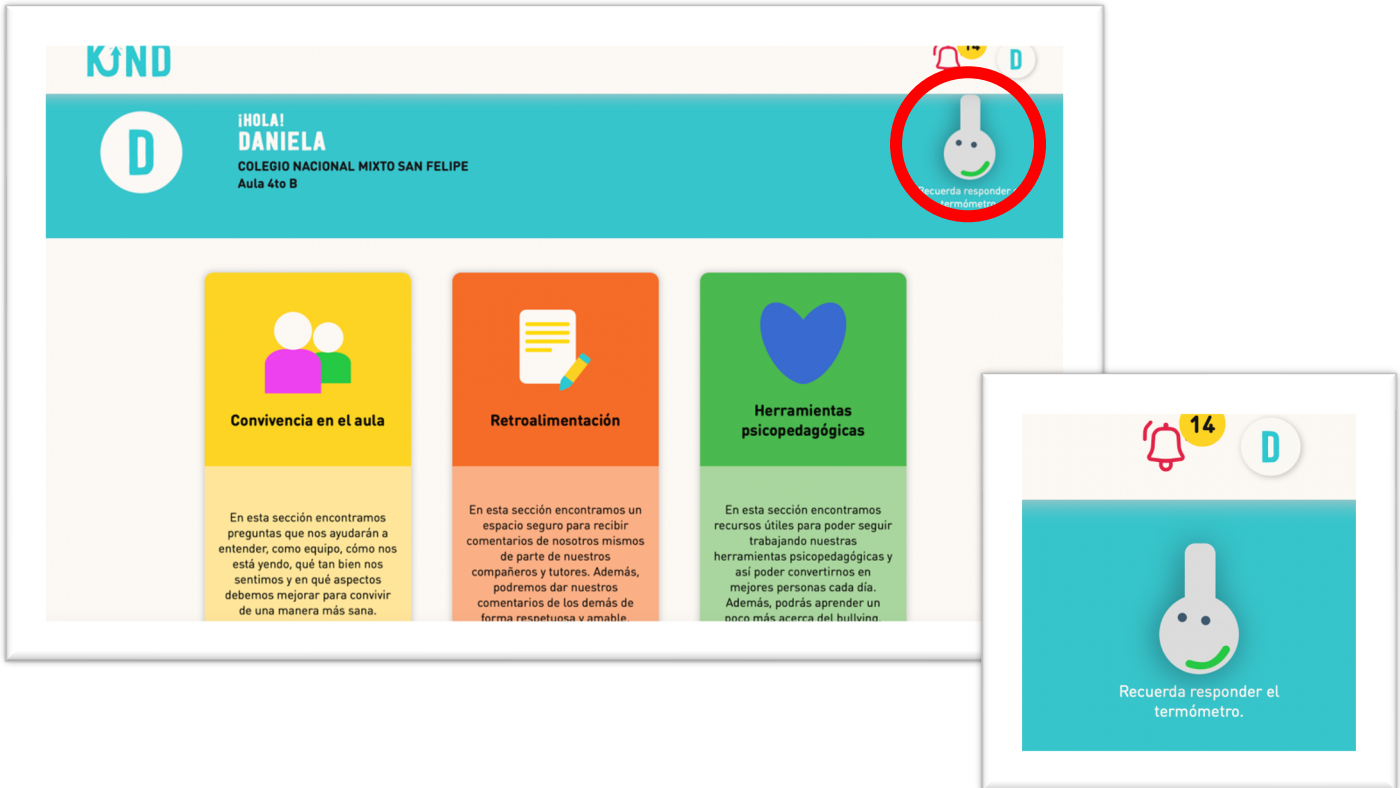 KIND
14
D
D
¡HOLA!
DANIELA
COLEGIO NACIONAL MIXTO SAN FELIPE
Aula 4to B
Recuerda responder el
termómetro.
Convivencia en el aula
En esta sección encontramos
preguntas que nos ayudarán a
entender, como equipo, cómo nos
está yendo, qué tan bien nos
sentimos y en qué aspectos
debemos mejorar para convivir
de una manera más sana.
Retroalimentación
En esta sección encontramos un
espacio seguro para recibir
comentarios de nosotros mismos
de parte de nuestros
compañeros y tutores. Además,
podremos dar nuestros
comentarios de los demás de
forma respetuosa y amable.
Herramientas
psicopedagógicas
En esta sección encontramos
recursos útiles para poder seguir
trabajando nuestras
herramientas psicopedagógicas y
así poder convertirnos en
mejores personas cada día.
Además, podrás aprender un
poco más acerca del bullying.
14
D
Recuerda responder el
termómetro.